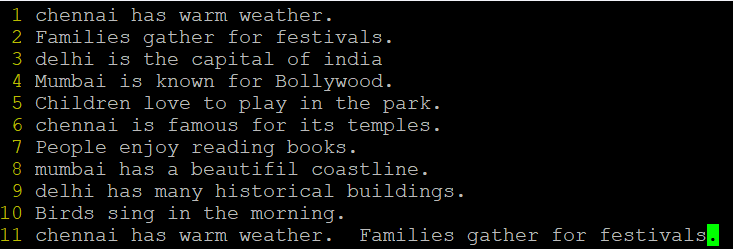 1 chennai has warm weather.
2 Families gather for festivals.
3 delhi is the capital of india
4 Mumbai is known for Bollywood.
5 Children love to play in the park.
6 chennai is famous for its temples.
7 People enjoy reading books.
8 mumbai has a beautifil coastline.
9 delhi has many historical buildings.
10 Birds sing in the morning.
11 chennai has warm weather.  Families gather for festivals.